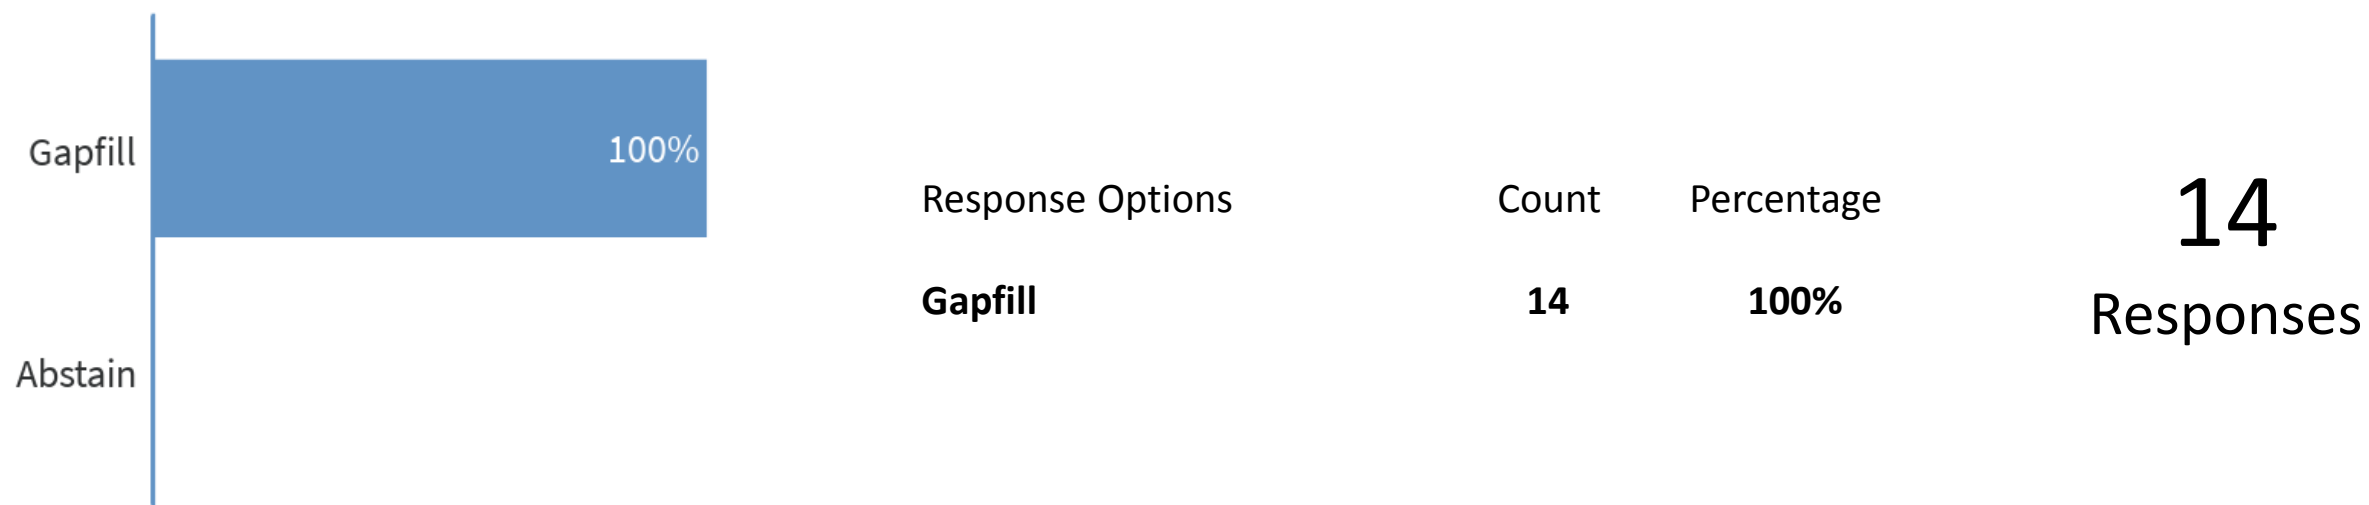 Gapfill
100%
Abstain
Response Options Count Percentage
Gapfill 14 100%
14
Responses